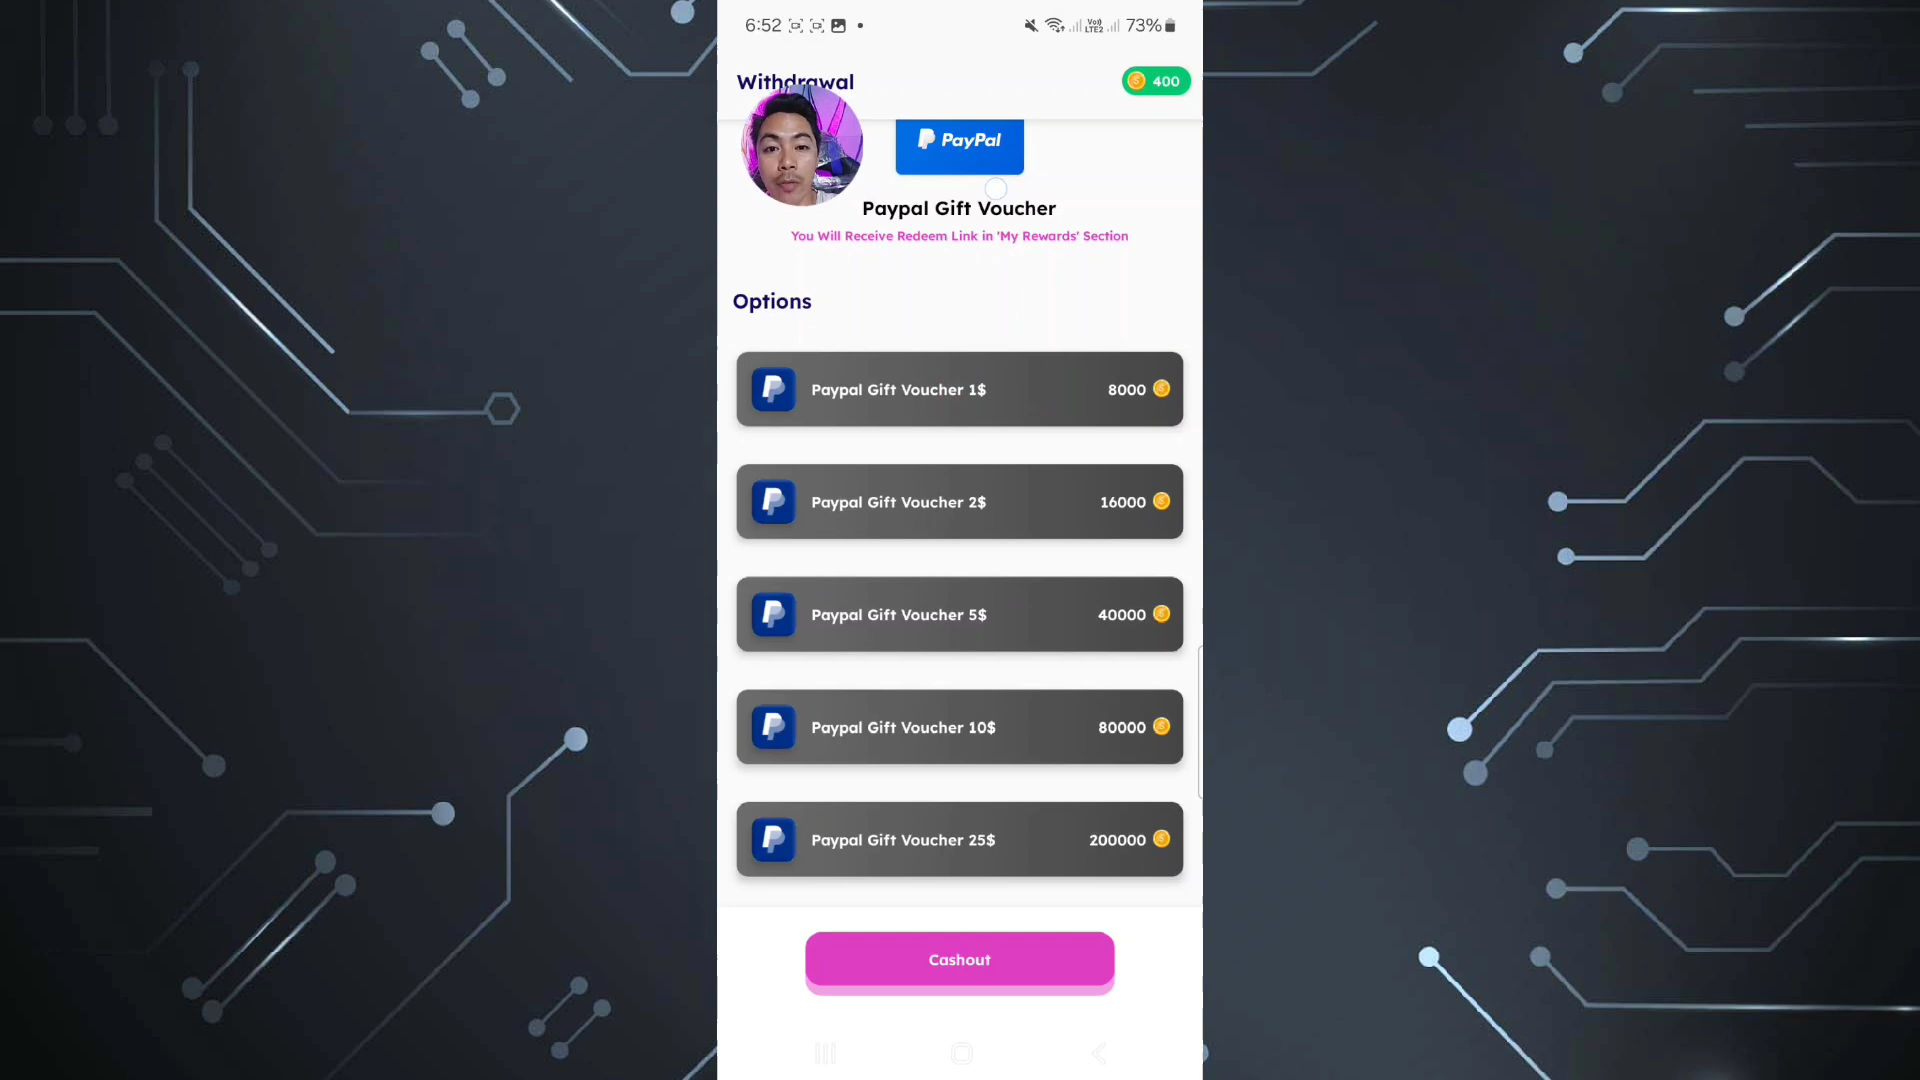 6:52
Vo))
LTE2
73%
Withdrawal
400
PayPal
Paypal Gift Voucher
You Will Receive Redeem Link in 'My Rewards' Section
Options
Paypal Gift Voucher 1$ 8000
Paypal Gift Voucher 2$ 16000
Paypal Gift Voucher 5$ 40000
Paypal Gift Voucher 10$ 80000
Paypal Gift Voucher 25$ 200000
Cashout